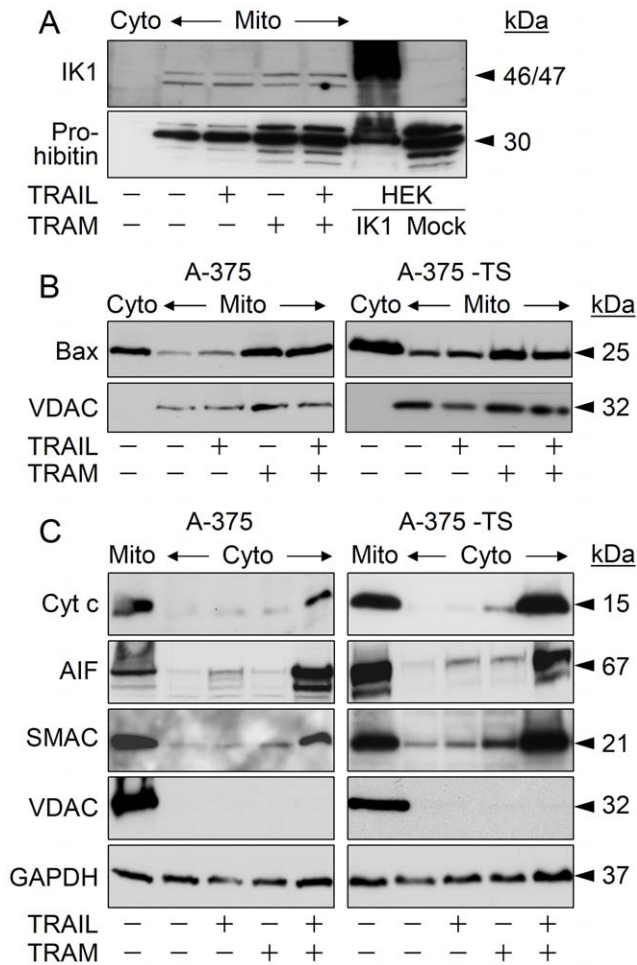 A
Cyto ← Mito → kDa
IK1 ◄ 46/47
Pro-
hibitin ◄ 30
TRAIL − − + − + HEK
TRAM − − − + + IK1 Mock
B
A-375 A-375 -TS
Cyto ← Mito → Cyto ← Mito → kDa
Bax ◄ 25
VDAC ◄ 32
TRAIL − − + − + − − + − +
TRAM − − − + + − − − + +
C
A-375 A-375 -TS
Mito ← Cyto → Mito ← Cyto → kDa
Cyt c ◄ 15
AIF ◄ 67
SMAC ◄ 21
VDAC ◄ 32
GAPDH ◄ 37
TRAIL − − + − + − − + − +
TRAM − − − + + − − − + +